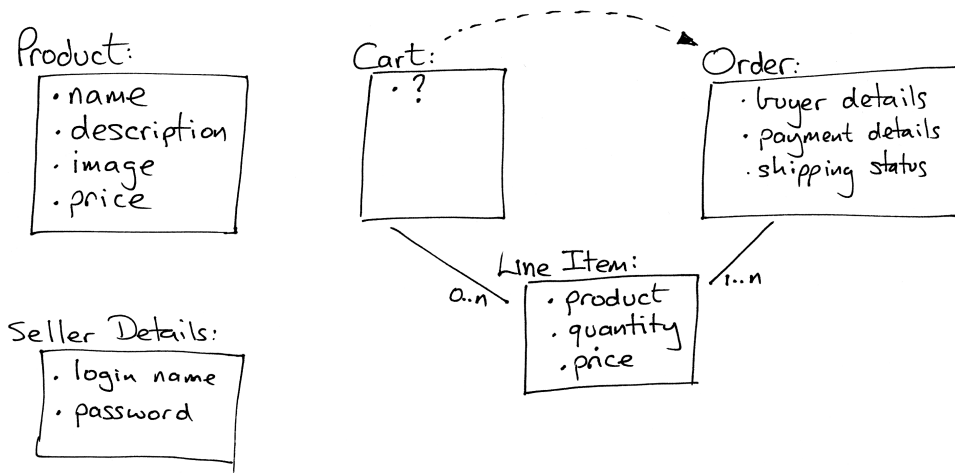 Product:
• name
• description
• image
• price
Cart:
• ?
Order:
• buyer details
• payment details
• shipping status
Line Item:
0..n
1..n
• product
• quantity
• price
Seller Details:
• login name
• password